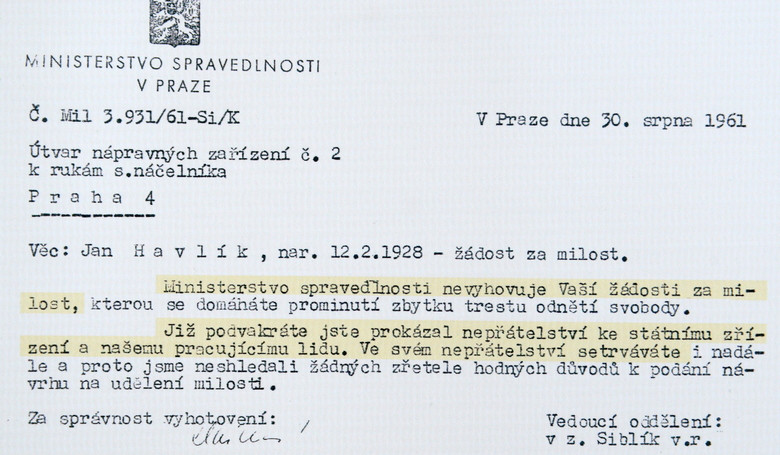 MINISTERSTVO SPRAVEDLNOSTI
V PRAZE
Č. Mil 3.931/61-Si/K
V Praze dne 30. srpna 1961
Útvar nápravných zařízení č. 2
k rukám s.náčelníka
P r a h a 4
Věc: Jan H a v l í k , nar. 12.2.1928 - žádost za milost.
Ministerstvo spravedlnosti nevyhovuje Vaší žádosti za mi-
lost, kterou se domáháte prominutí zbytku trestu odnětí svobody.
Již podvakráte jste prokázal nepřátelství ke státnímu zří-
zení a našemu pracujícímu lidu. Ve svém nepřátelství setrváváte i nadá-
le a proto jsme neshledali žádných zřetele hodných důvodů k podání ná-
vrhu na udělení milosti.
Za správnost vyhotovení:
Vedoucí oddělení:
v z. Siblík v.r.